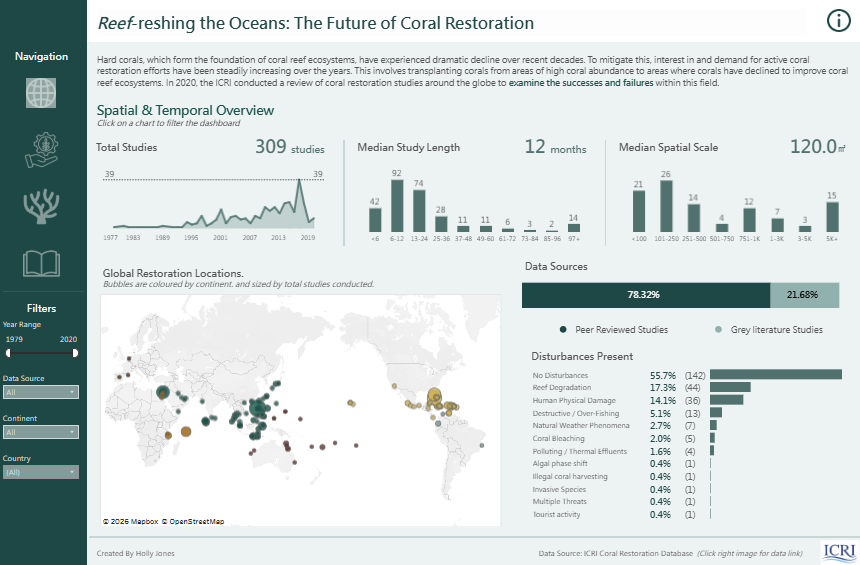 Reef-reshing the Oceans: The Future of Coral Restoration
Navigation
Hard corals, which form the foundation of coral reef ecosystems, have experienced dramatic decline over recent decades. To mitigate this, interest in and demand for active coral
restoration efforts have been steadily increasing over the years. This involves transplanting corals from areas of high coral abundance to areas where corals have declined to improve coral
reef ecosystems. In 2020, the ICRI conducted a review of coral restoration studies around the globe to examine the successes and failures within this field.
Spatial & Temporal Overview
Click on a chart to filter the dashboard
Total Studies 309 studies
39 39
1977 1983 1989 1995 2001 2007 2013 2019
Median Study Length 12 months
42 92 74 28 11 11 6 3 2 14
<6 6-12 13-24 25-36 37-48 49-60 61-72 73-84 85-96 97+
Median Spatial Scale 120.0㎡
21 26 14 4 12 7 3 15
<100 101-250 251-500 501-750 751-1K 1-3K 3-5K 5K+
Filters
Year Range
1979 2020
Data Source
All
Continent
All
Country
(All)
Global Restoration Locations.
Bubbles are coloured by continent. and sized by total studies conducted.
© 2026 Mapbox © OpenStreetMap
Data Sources
78.32% 21.68%
Peer Reviewed Studies Grey literature Studies
Disturbances Present
No Disturbances 55.7% (142)
Reef Degradation 17.3% (44)
Human Physical Damage 14.1% (36)
Destructive / Over-Fishing 5.1% (13)
Natural Weather Phenomena 2.7% (7)
Coral Bleaching 2.0% (5)
Polluting / Thermal Effluents 1.6% (4)
Algal phase shift 0.4% (1)
Illegal coral harvesting 0.4% (1)
Invasive Species 0.4% (1)
Multiple Threats 0.4% (1)
Tourist activity 0.4% (1)
Created By Holly Jones
Data Source: ICRI Coral Restoration Database (Click right image for data link)
ICRI